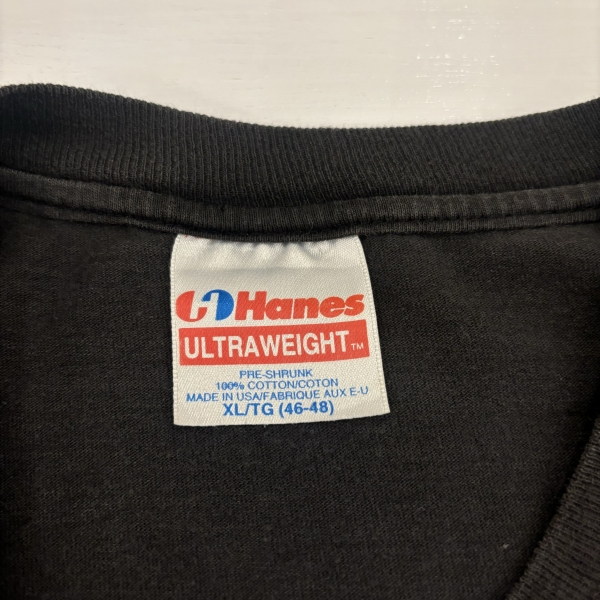 Hanes
ULTRAWEIGHT™
PRE-SHRUNK
100% COTTON/COTON
MADE IN USA/FABRIQUE AUX E-U
XL/TG (46-48)